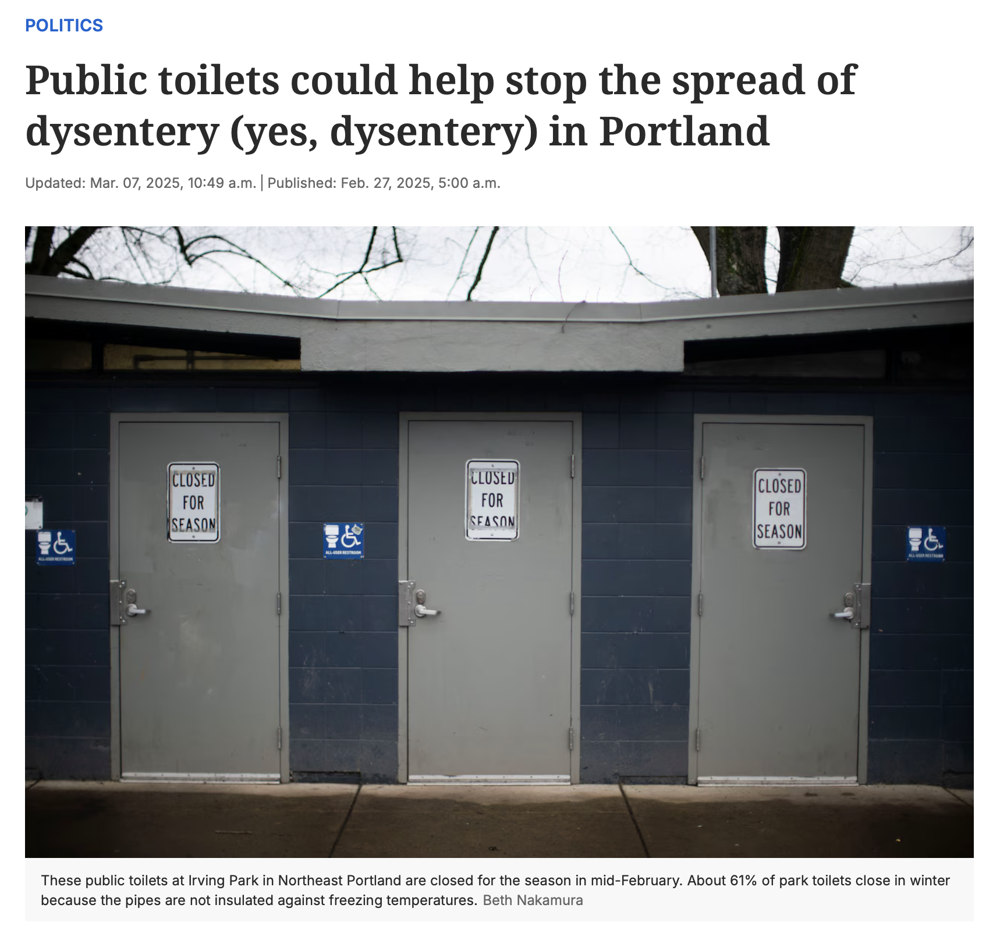 POLITICS
Public toilets could help stop the spread of
dysentery (yes, dysentery) in Portland
Updated: Mar. 07, 2025, 10:49 a.m. | Published: Feb. 27, 2025, 5:00 a.m.
CLOSED
FOR
SEASON
CLOSED
FOR
SEASON
CLOSED
FOR
SEASON
ALL-USER RESTROOM
ALL-USER RESTROOM
ALL-USER RESTROOM
These public toilets at Irving Park in Northeast Portland are closed for the season in mid-February. About 61% of park toilets close in winter
because the pipes are not insulated against freezing temperatures. Beth Nakamura